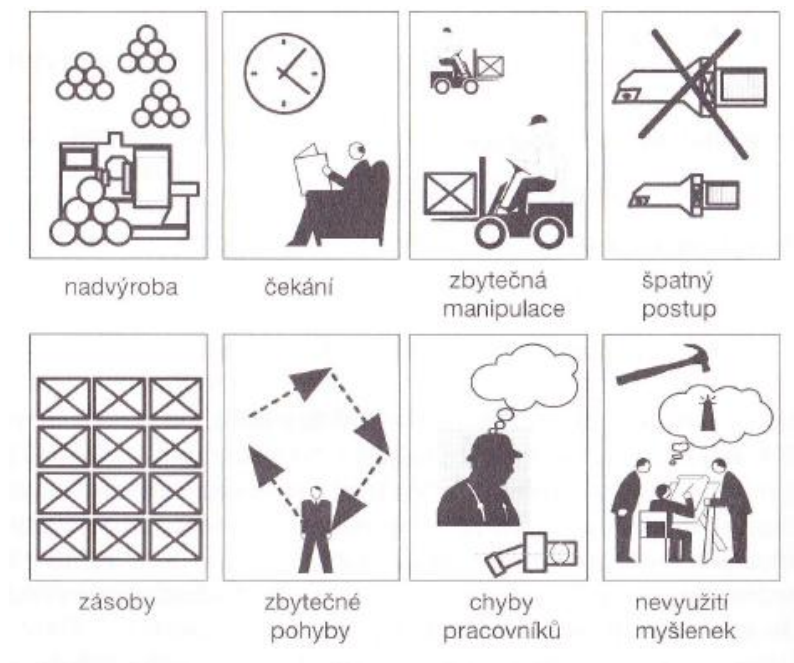 nadvýroba
čekání
zbytečná
manipulace
špatný
postup
zásoby
zbytečné
pohyby
chyby
pracovníků
nevyužití
myšlenek